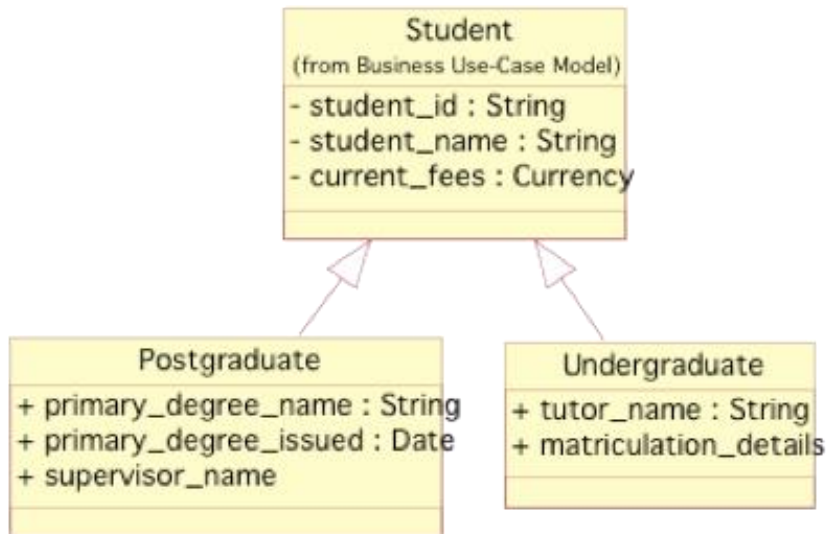 Student
(from Business Use-Case Model)
- student_id : String
- student_name : String
- current_fees : Currency
Postgraduate
+ primary_degree_name : String
+ primary_degree_issued : Date
+ supervisor_name
Undergraduate
+ tutor_name : String
+ matriculation_details